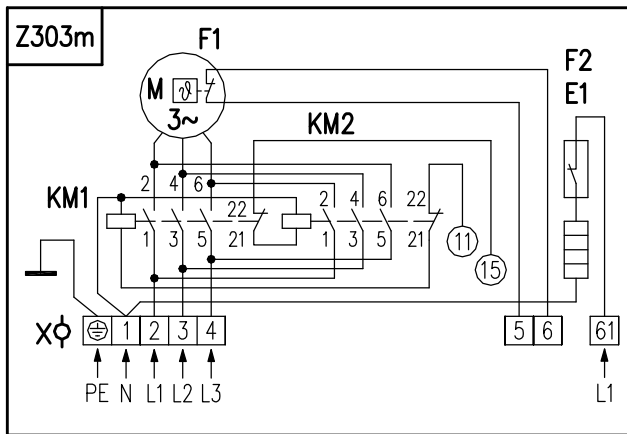 Z303m
F1
F2
E1
M
ϑ
3~
KM2
KM1
2 4 6
22
2 4 6
22
1 3 5
21
1 3 5
21
11
15
X
1 2 3 4
5 6
61
PE N L1 L2 L3
L1